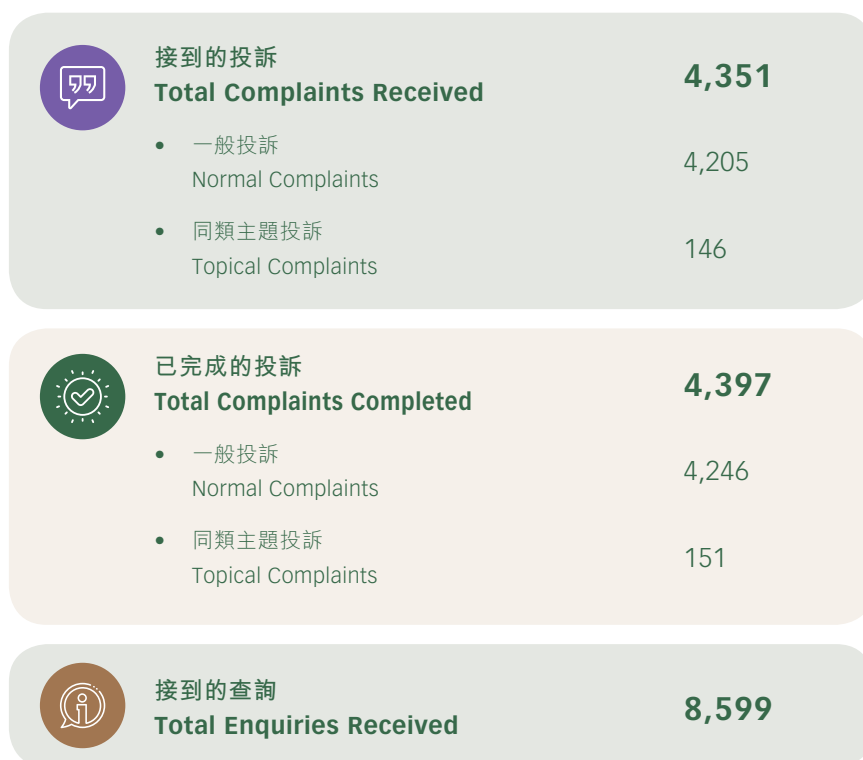 接到的投訴
Total Complaints Received
4,351
• 一般投訴
Normal Complaints
4,205
• 同類主題投訴
Topical Complaints
146
已完成的投訴
Total Complaints Completed
4,397
• 一般投訴
Normal Complaints
4,246
• 同類主題投訴
Topical Complaints
151
接到的查詢
Total Enquiries Received
8,599